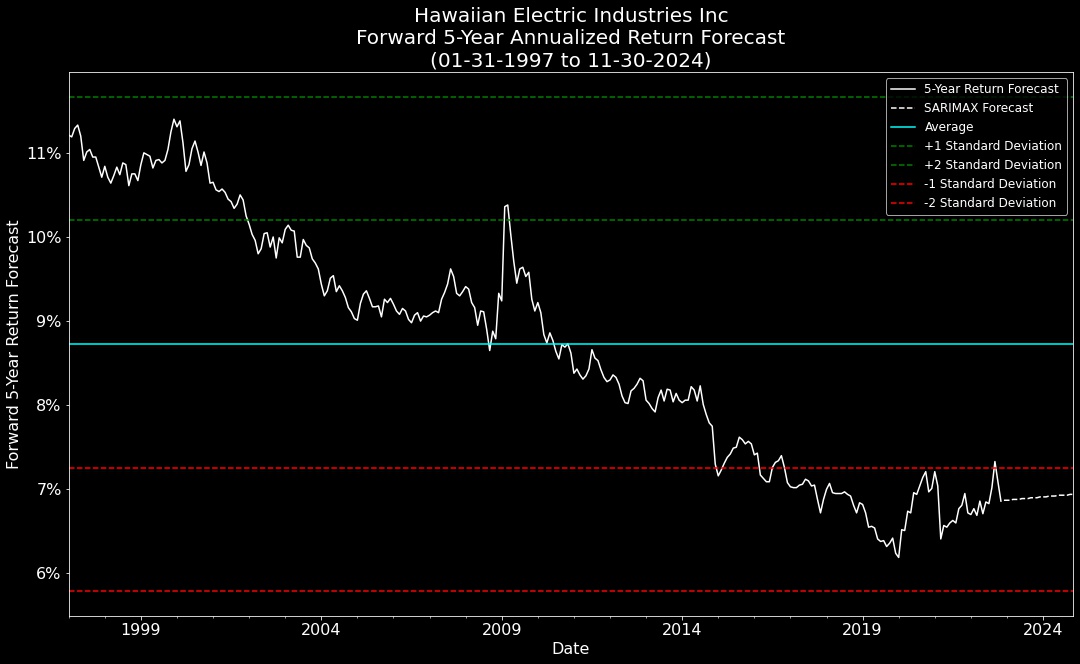 Hawaiian Electric Industries Inc
Forward 5-Year Annualized Return Forecast
(01-31-1997 to 11-30-2024)
5-Year Return Forecast
SARIMAX Forecast
Average
+1 Standard Deviation
+2 Standard Deviation
-1 Standard Deviation
-2 Standard Deviation
Forward 5-Year Return Forecast
11%
10%
9%
8%
7%
6%
1999 2004 2009 2014 2019 2024
Date